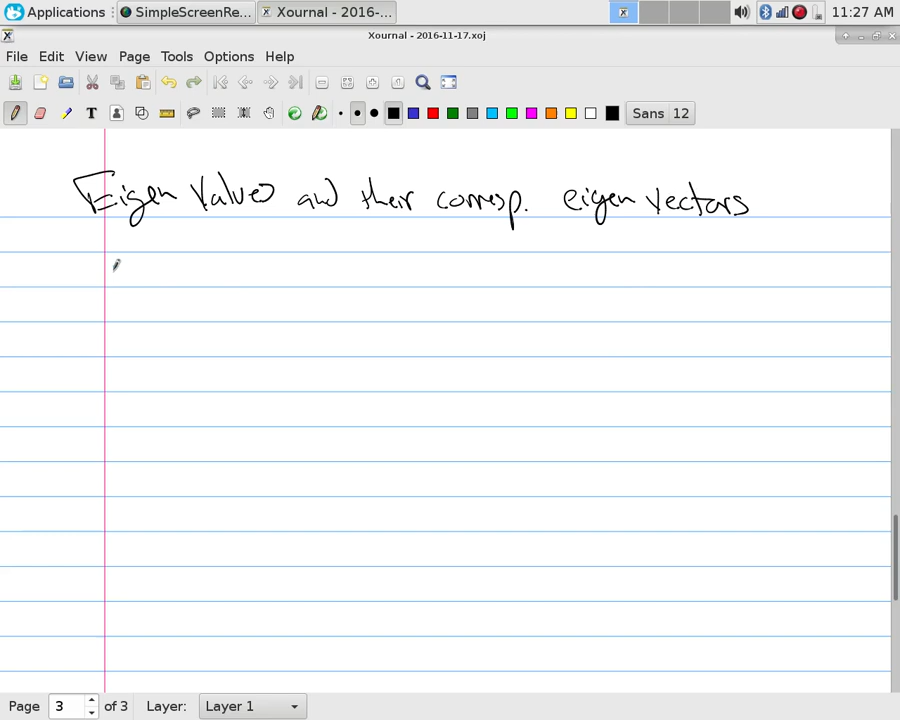 Applications
SimpleScreenRe...
Xournal - 2016-...
11:27 AM
Xournal - 2016-11-17.xoj
File Edit View Page Tools Options Help
Sans 12
Eigen Values and their corresp. eigen vectors
Page 3 of 3 Layer: Layer 1